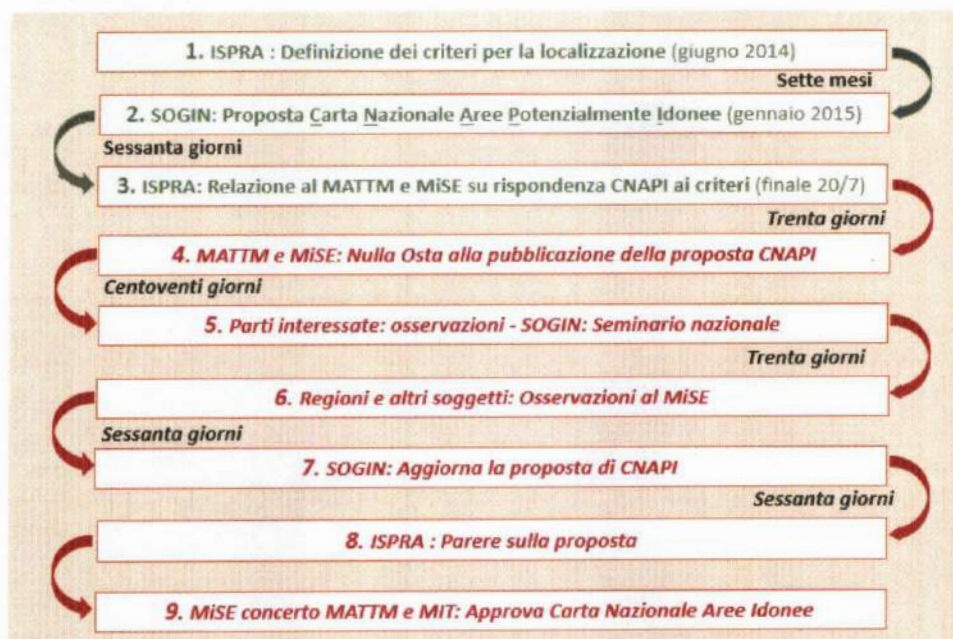 1. ISPRA : Definizione dei criteri per la localizzazione (giugno 2014)
Sette mesi
2. SOGIN: Proposta Carta Nazionale Aree Potenzialmente Idonee (gennaio 2015)
Sessanta giorni
3. ISPRA: Relazione al MATTM e MiSE su rispondenza CNAPI ai criteri (finale 20/7)
Trenta giorni
4. MATTM e MiSE: Nulla Osta alla pubblicazione della proposta CNAPI
Centoventi giorni
5. Parti interessate: osservazioni - SOGIN: Seminario nazionale
Trenta giorni
6. Regioni e altri soggetti: Osservazioni al MiSE
Sessanta giorni
7. SOGIN: Aggiorna la proposta di CNAPI
Sessanta giorni
8. ISPRA : Parere sulla proposta
9. MiSE concerto MATTM e MIT: Approva Carta Nazionale Aree Idonee